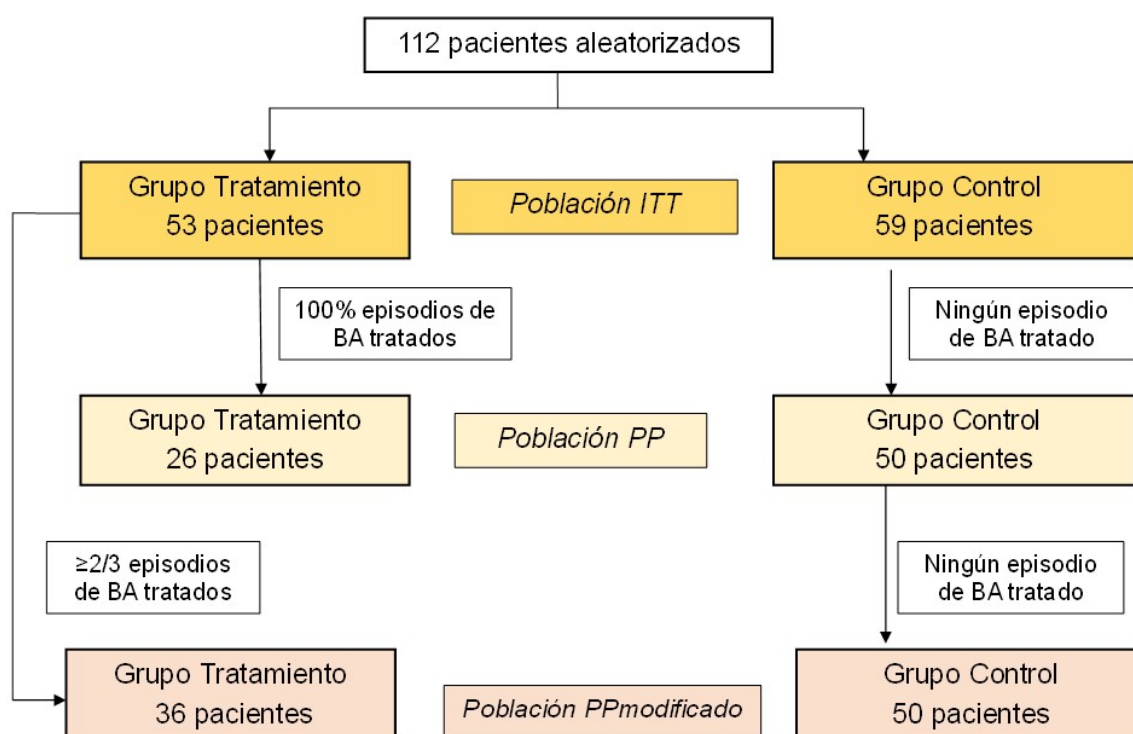 112 pacientes aleatorizados
Grupo Tratamiento
53 pacientes
Población ITT
Grupo Control
59 pacientes
100% episodios de
BA tratados
Ningún episodio
de BA tratado
Grupo Tratamiento
26 pacientes
Población PP
Grupo Control
50 pacientes
≥2/3 episodios
de BA tratados
Ningún episodio
de BA tratado
Grupo Tratamiento
36 pacientes
Población PPmodificado
Grupo Control
50 pacientes